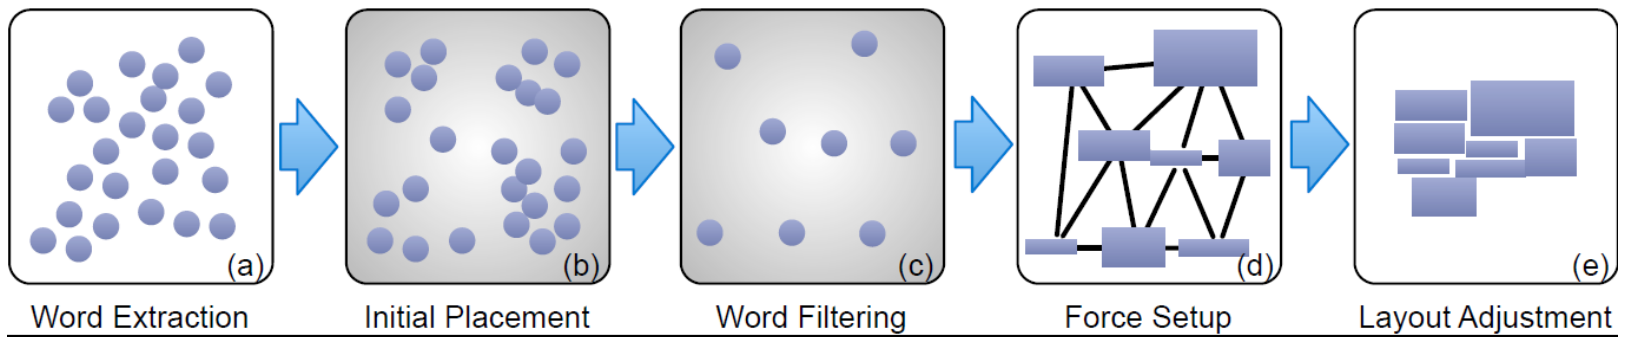 (a) (b) (c) (d) (e)
Word Extraction Initial Placement Word Filtering Force Setup Layout Adjustment